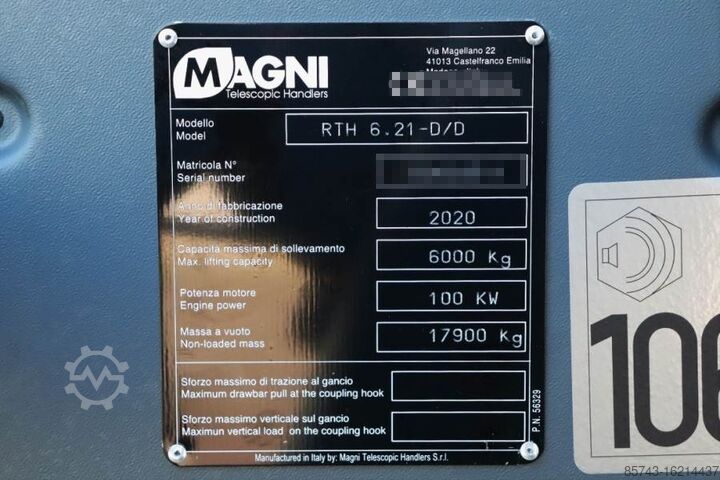 MAGNI
Telescopic Handlers
Via Magellano 22
41013 Castelfranco Emilia
Modello
Model
RTH 6.21-D/D
Matricola N°
Serial number
Anno di fabbricazione
Year of construction
2020
Capacità massima di sollevamento
Max. lifting capacity
6000 Kg
Potenza motore
Engine power
100 KW
Massa a vuoto
Non-loaded mass
17900 Kg
Sforzo massimo di trazione al gancio
Maximum drawbar pull at the coupling hook
Sforzo massimo verticale sul gancio
Maximun vertical load on the coupling hook
P.N. 56329
Manufactured in Italy by: Magni Telescopic Handlers S.r.l.
106
85743-16214437